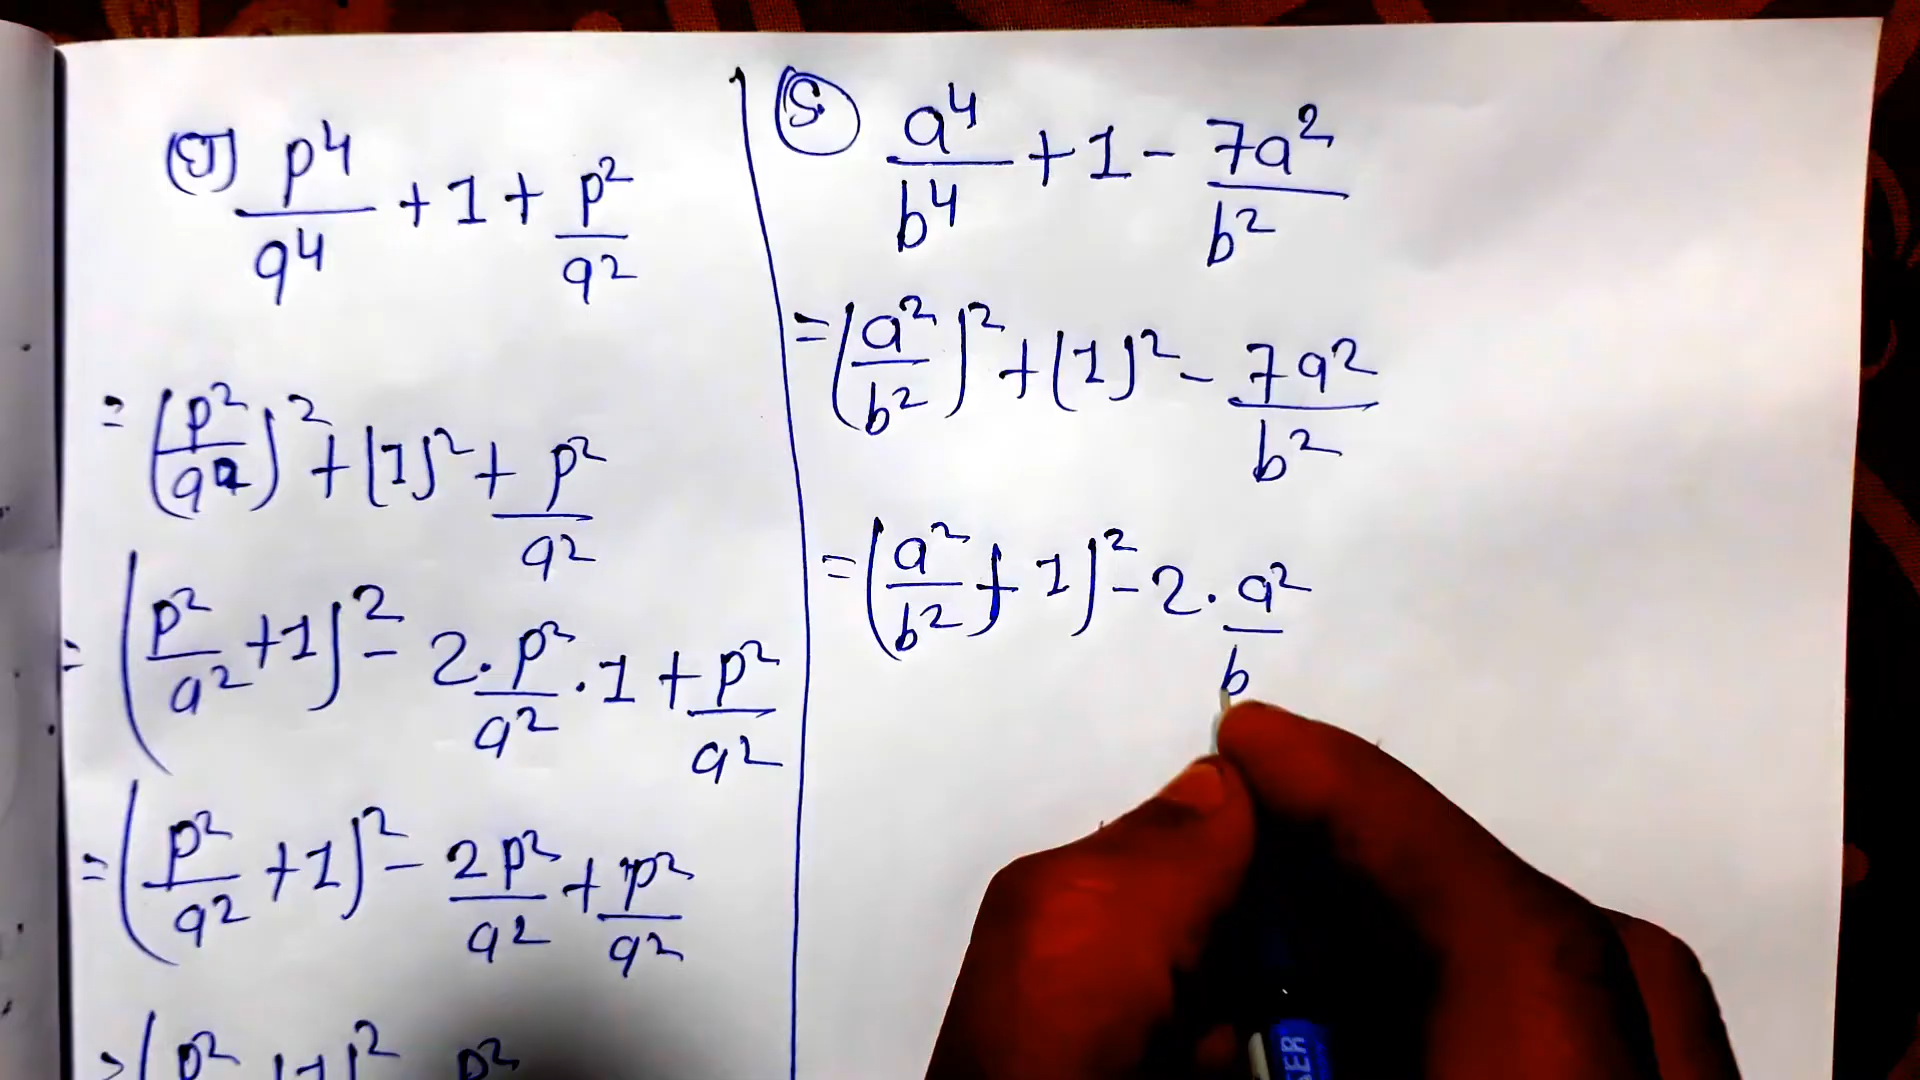 (জ) p⁴/q⁴ + 1 + p²/q²
= (p²/q²)² + (1)² + p²/q²
= (p²/q² + 1)² - 2 · p²/q² · 1 + p²/q²
= (p²/q² + 1)² - 2p²/q² + p²/q²
a⁴/b⁴ + 1 - 7a²/b²
= (a²/b²)² + (1)² - 7a²/b²
= (a²/b² + 1)² - 2 · a²/b